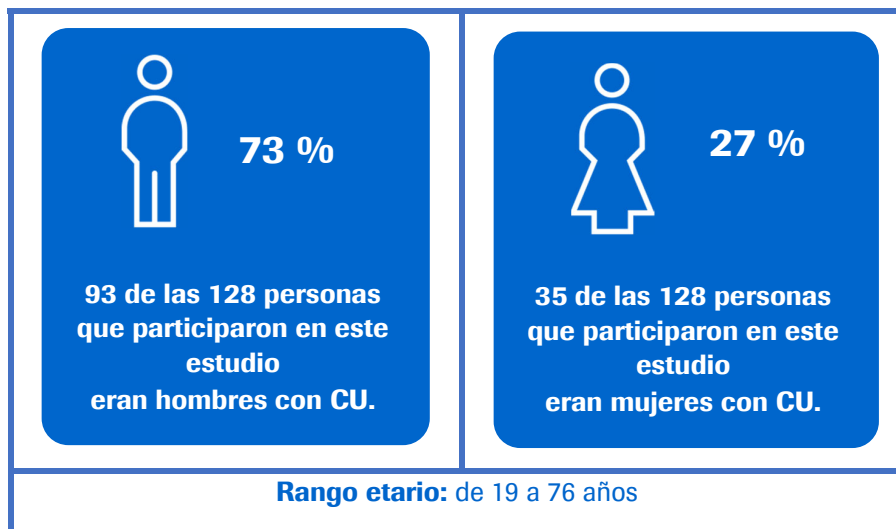 73 %
93 de las 128 personas
que participaron en este
estudio
eran hombres con CU.
27 %
35 de las 128 personas
que participaron en este
estudio
eran mujeres con CU.
Rango etario: de 19 a 76 años